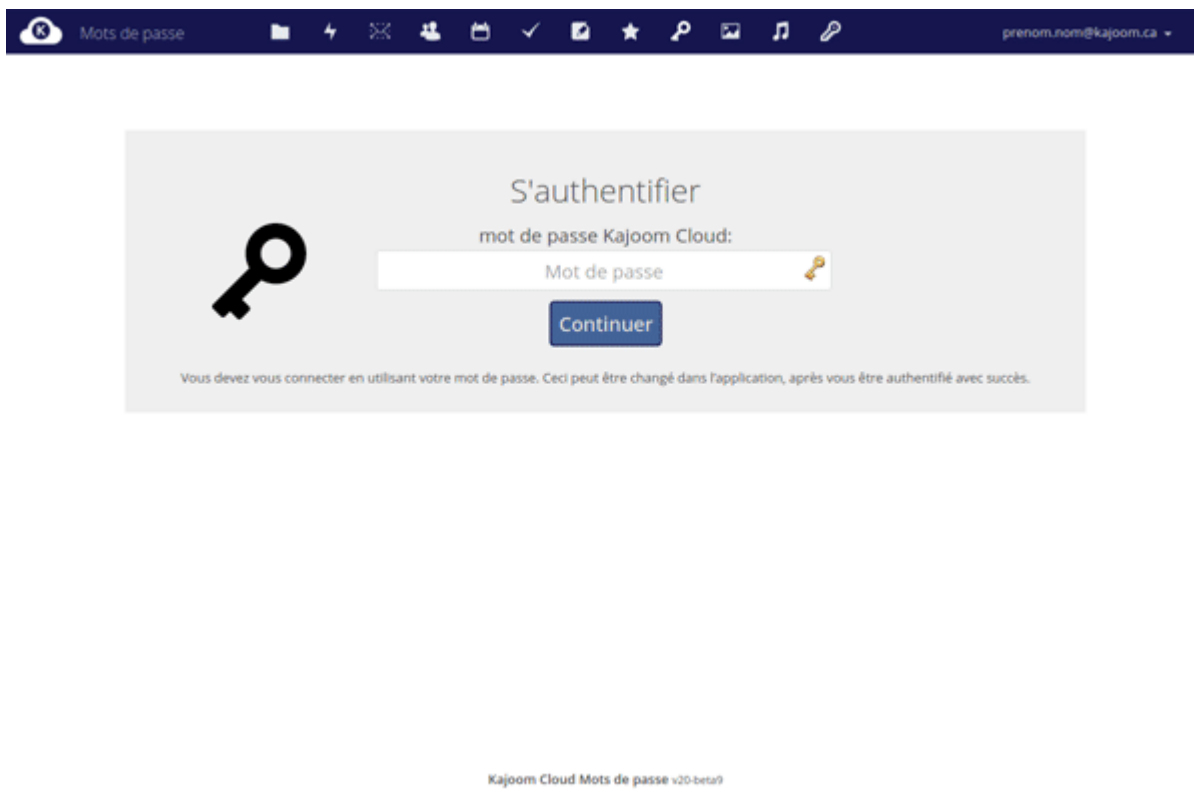 K Mots de passe prenom.nom@kajoom.ca
S'authentifier
mot de passe Kajoom Cloud:
Mot de passe
Continuer
Vous devez vous connecter en utilisant votre mot de passe. Ceci peut être changé dans l'application, après vous être authentifié avec succès.
Kajoom Cloud Mots de passe v20-beta9